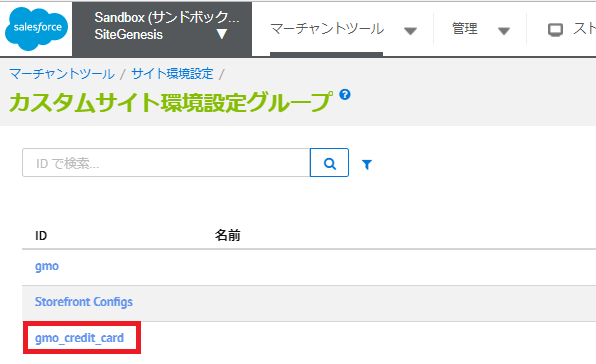 salesforce
Sandbox (サンドボック...
SiteGenesis ▼
マーチャントツール
管理
スト
マーチャントツール / サイト環境設定 /
カスタムサイト環境設定グループ ?
ID で検索...
ID 名前
gmo
Storefront Configs
gmo_credit_card